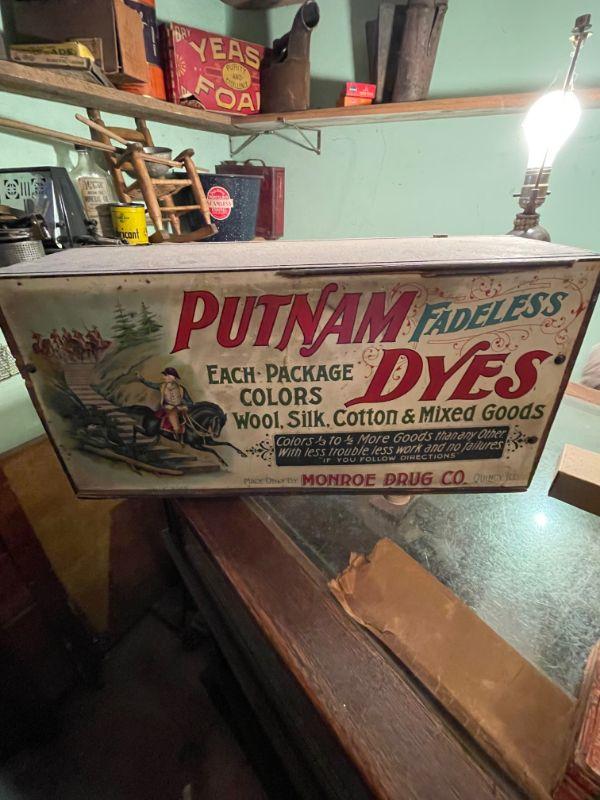 YEAS
FOA
SEAMLESS
PUTNAM FADELESS
DYES
EACH PACKAGE
COLORS
Wool, Silk, Cotton & Mixed Goods
Colors ⅓ to ½ More Goods than any Other
With less trouble less work and no failures
IF YOU FOLLOW DIRECTIONS
MADE ONLY BY MONROE DRUG CO. QUINCY, ILL.